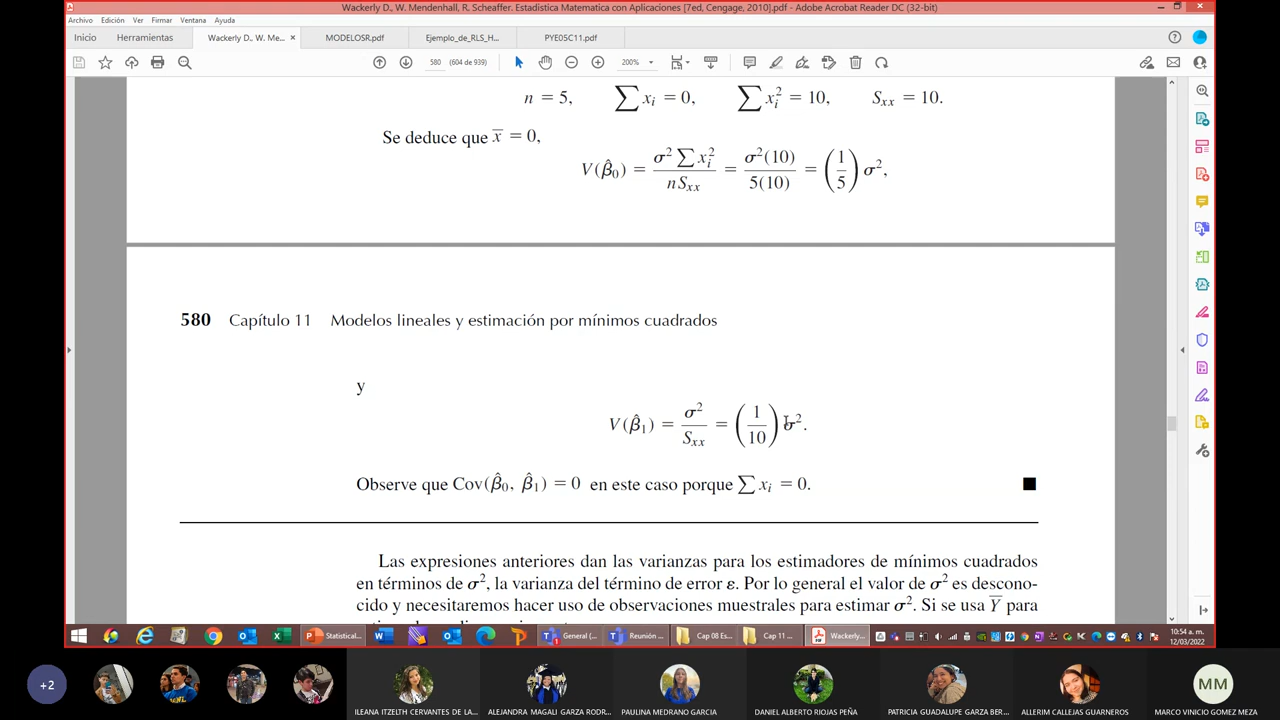 Wackerly D., W. Mendenhall, R. Scheaffer. Estadística Matematica con Aplicaciones [7ed, Cengage, 2010].pdf - Adobe Acrobat Reader DC (32-bit)
Archivo Edición Ver Firmar Ventana Ayuda
Inicio Herramientas Wackerly D., W. Me... × MODELOSR.pdf Ejemplo_de_RLS_H... PYE05C11.pdf
580 (604 de 939) 200%
n = 5, ∑ xᵢ = 0, ∑ xᵢ² = 10, Sₓₓ = 10.
Se deduce que x̄ = 0,
V(β̂₀) = σ² ∑ xᵢ² / nSₓₓ = σ²(10) / 5(10) = (1/5) σ²,
580 Capítulo 11 Modelos lineales y estimación por mínimos cuadrados
y
V(β̂₁) = σ² / Sₓₓ = (1/10) σ².
Observe que Cov(β̂₀, β̂₁) = 0 en este caso porque ∑ xᵢ = 0.
Las expresiones anteriores dan las varianzas para los estimadores de mínimos cuadrados
en términos de σ², la varianza del término de error ε. Por lo general el valor de σ² es descono-
cido y necesitaremos hacer uso de observaciones muestrales para estimar σ². Si se usa Y̅ para
Statistical... General (... Reunión ... Cap 08 Es... Cap 11 ... Wackerly...
10:54 a. m.
12/03/2022
+2
ILEANA ITZELTH CERVANTES DE LA... ALEJANDRA MAGALI GARZA RODR... PAULINA MEDRANO GARCIA DANIEL ALBERTO RIOJAS PEÑA PATRICIA GUADALUPE GARZA BER... ALLERIM CALLEJAS GUARNEROS MM MARCO VINICIO GOMEZ MEZA